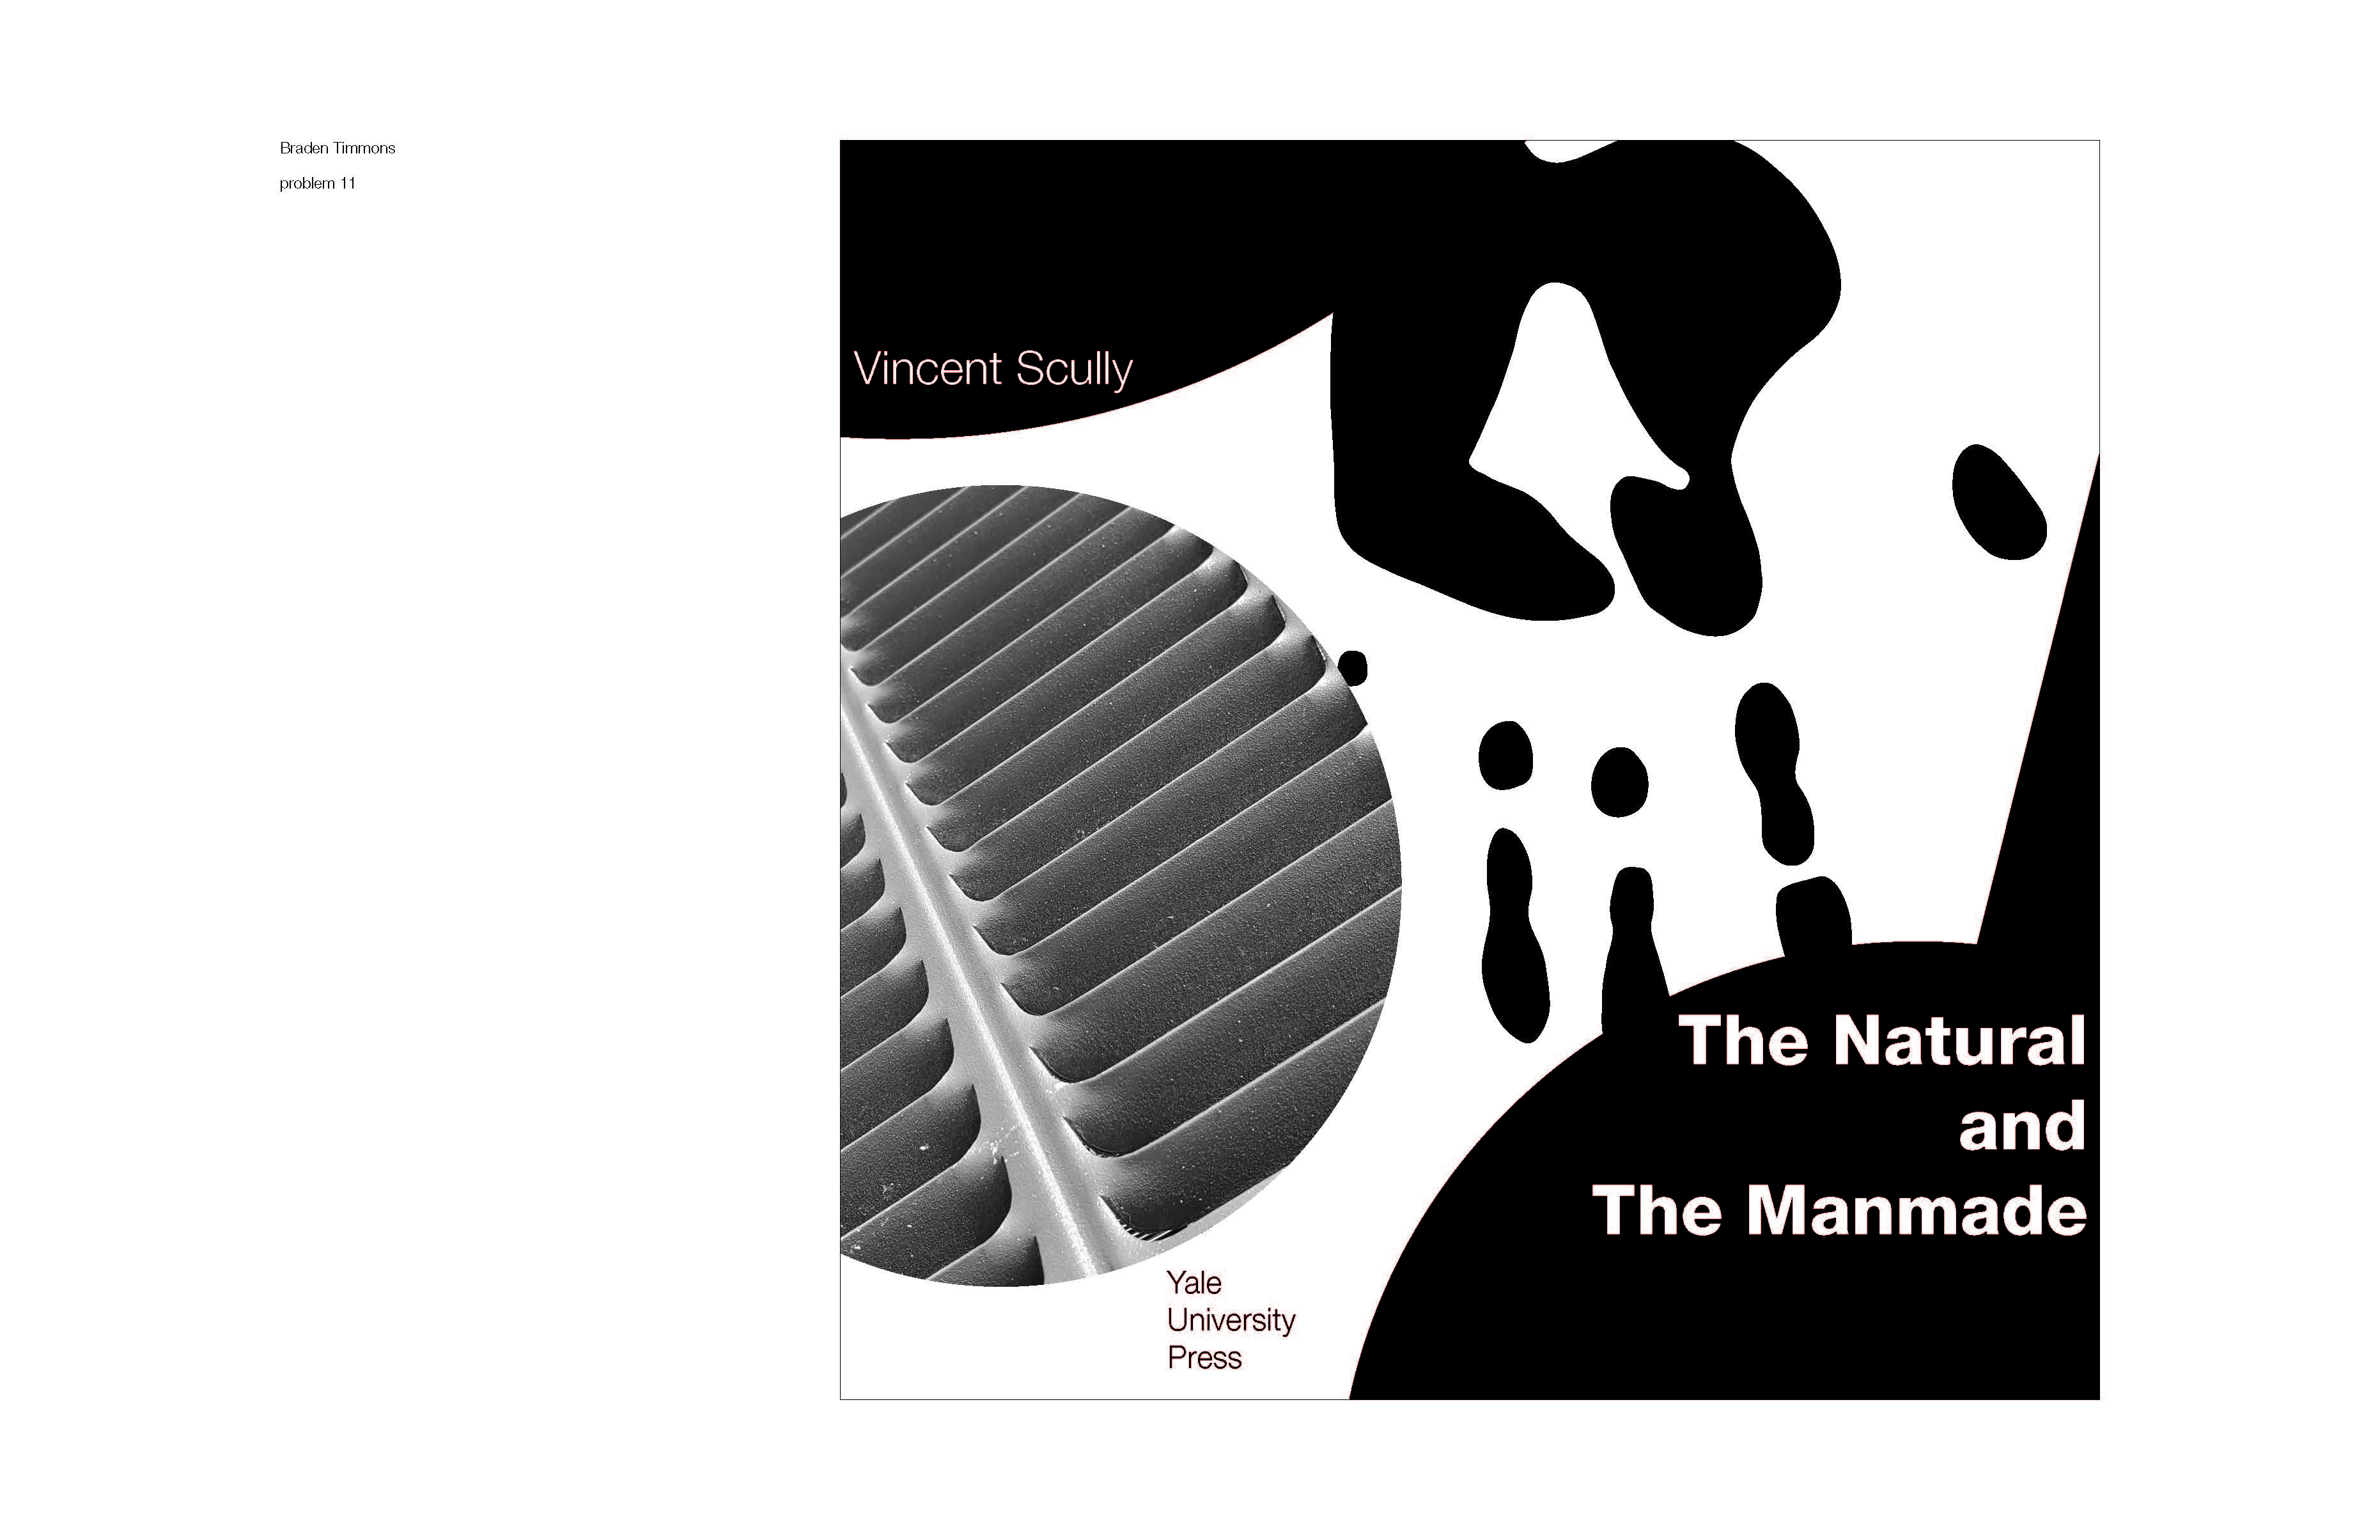 Braden Timmons
problem 11
Vincent Scully
The Natural
and
The Manmade
Yale
University
Press